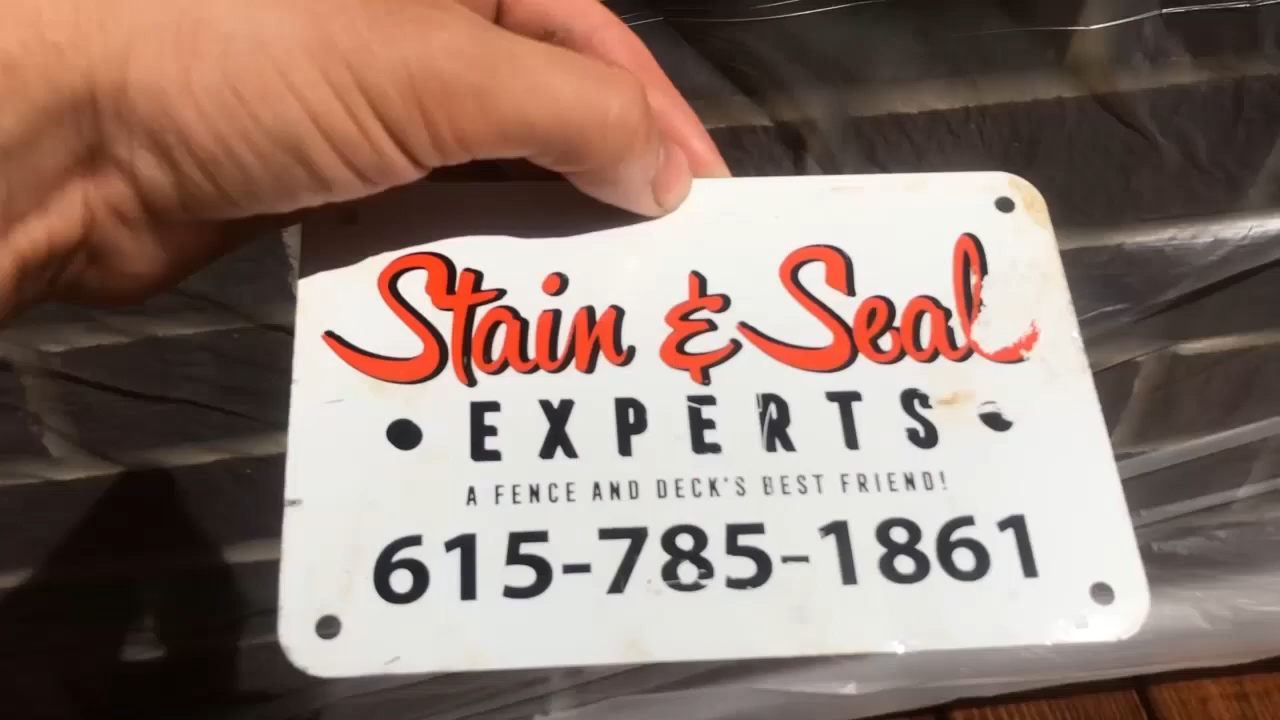 Stain & Seal
• EXPERTS •
A FENCE AND DECK'S BEST FRIEND!
615-785-1861